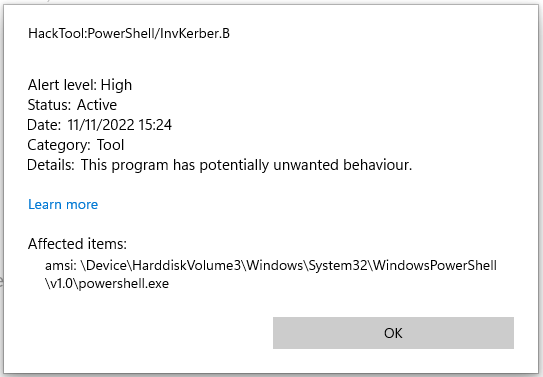 HackTool:PowerShell/InvKerber.B
Alert level: High
Status: Active
Date: 11/11/2022 15:24
Category: Tool
Details: This program has potentially unwanted behaviour.
Learn more
Affected items:
amsi: \Device\HarddiskVolume3\Windows\System32\WindowsPowerShell
\v1.0\powershell.exe
OK